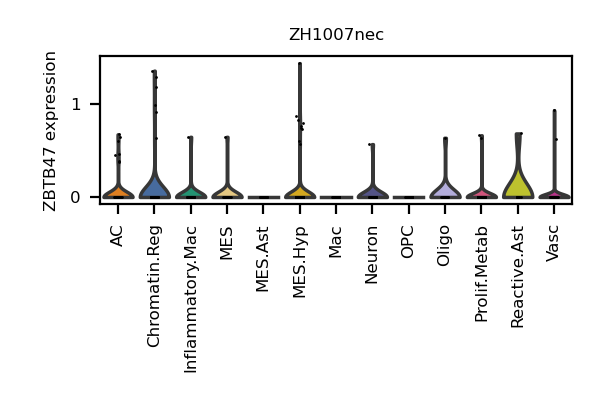 ZH1007nec
ZBTB47 expression
1
0
AC
Chromatin.Reg
Inflammatory.Mac
MES
MES.Ast
MES.Hyp
Mac
Neuron
OPC
Oligo
Prolif.Metab
Reactive.Ast
Vasc